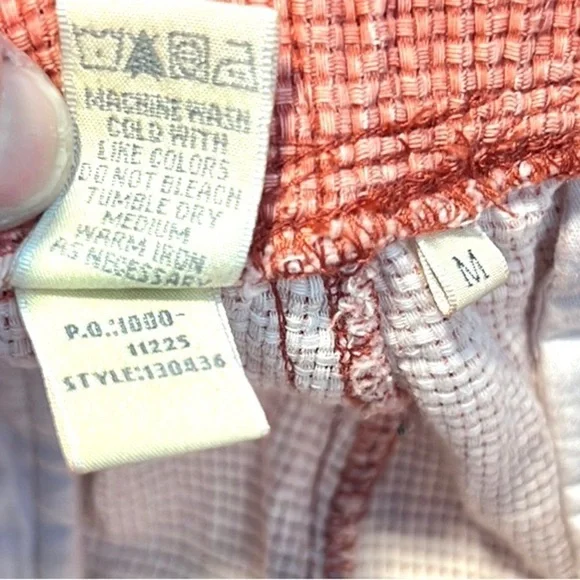 MACHINE WASH
COLD WITH
LIKE COLORS
DO NOT BLEACH
TUMBLE DRY
MEDIUM
WARM IRON
AS NECESSARY
P.O.:1000-
11225
STYLE:130436
M